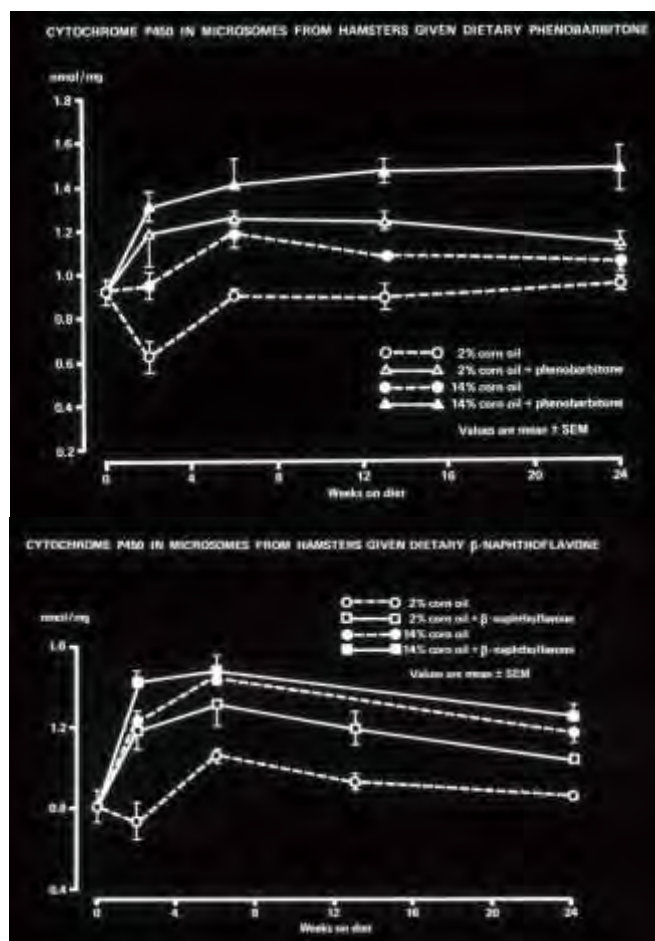 CYTOCHROME P450 IN MICROSOMES FROM HAMSTERS GIVEN DIETARY PHENOBARBITONE
nmol/mg
1.8
1.6
1.4
1.2
1.0
0.8
0.6
0.4
0.2
2% corn oil
2% corn oil + phenobarbitone
14% corn oil
14% corn oil + phenobarbitone
Values are mean ± SEM
0 4 8 12 16 20 24
Weeks on diet
CYTOCHROME P450 IN MICROSOMES FROM HAMSTERS GIVEN DIETARY β-NAPHTHOFLAVONE
2% corn oil
2% corn oil + β-naphthoflavone
14% corn oil
14% corn oil + β-naphthoflavone
Values are mean ± SEM
nmol/mg
1.6
1.2
0.8
0.4
0 4 8 12 16 20 24
Weeks on diet